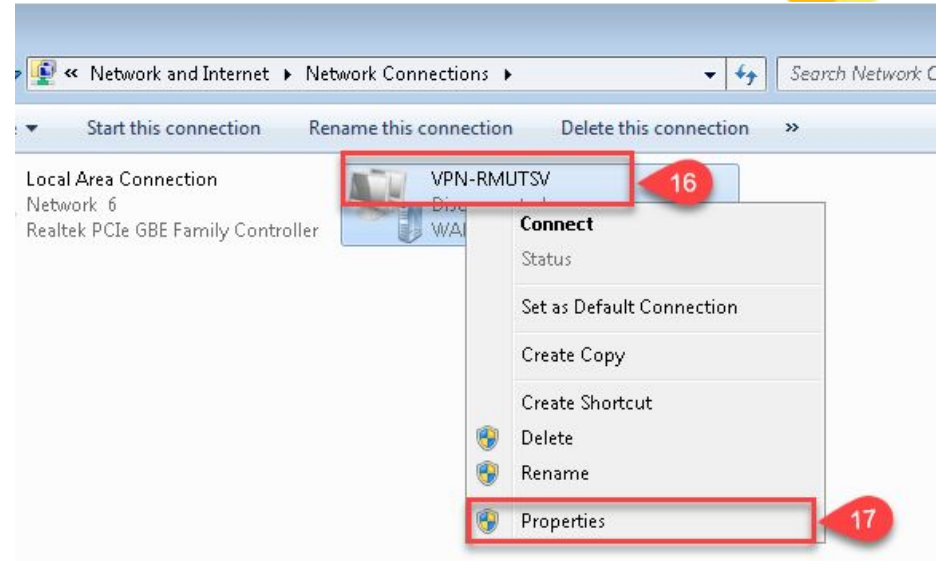 « Network and Internet ▸ Network Connections ▸
Search Network C
Start this connection Rename this connection Delete this connection »
Local Area Connection
Network 6
Realtek PCIe GBE Family Controller
VPN-RMUTSV
16
Connect
Status
Set as Default Connection
Create Copy
Create Shortcut
Delete
Rename
Properties
17